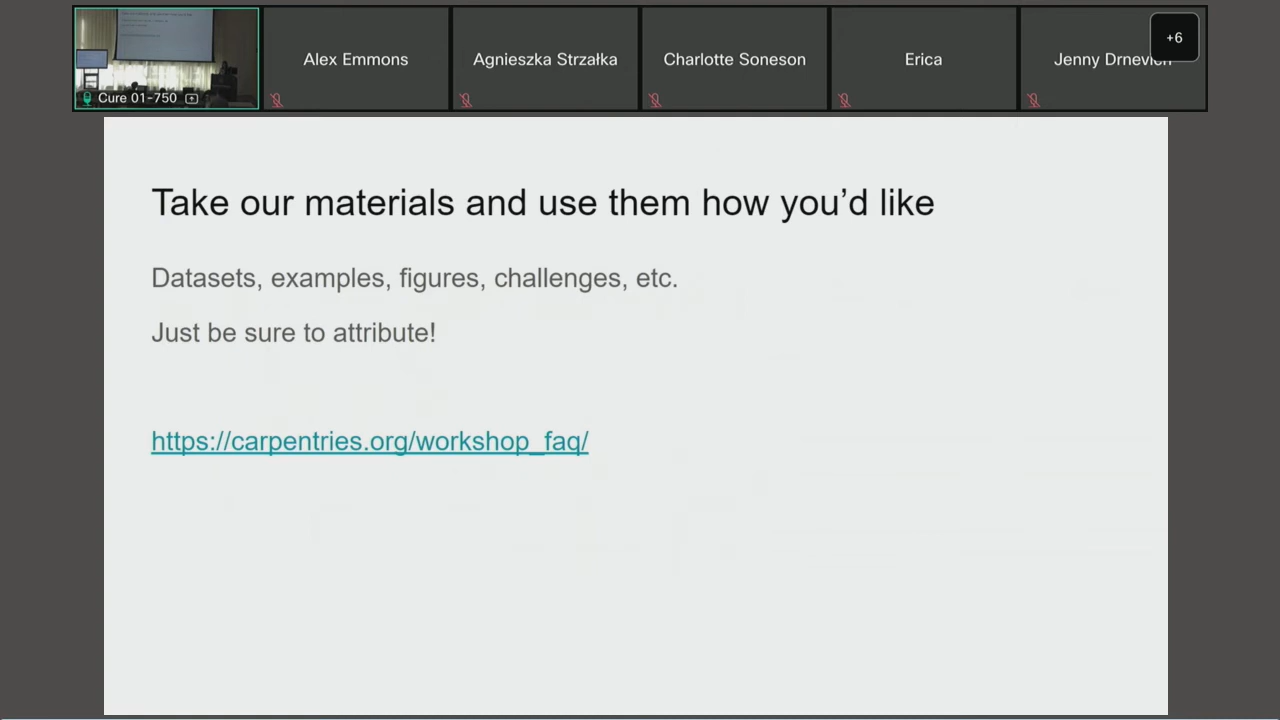 Cure 01-750
Alex Emmons
Agnieszka Strzałka
Charlotte Soneson
Erica
Jenny Drnevich
+6
Take our materials and use them how you’d like
Datasets, examples, figures, challenges, etc.
Just be sure to attribute!
https://carpentries.org/workshop_faq/